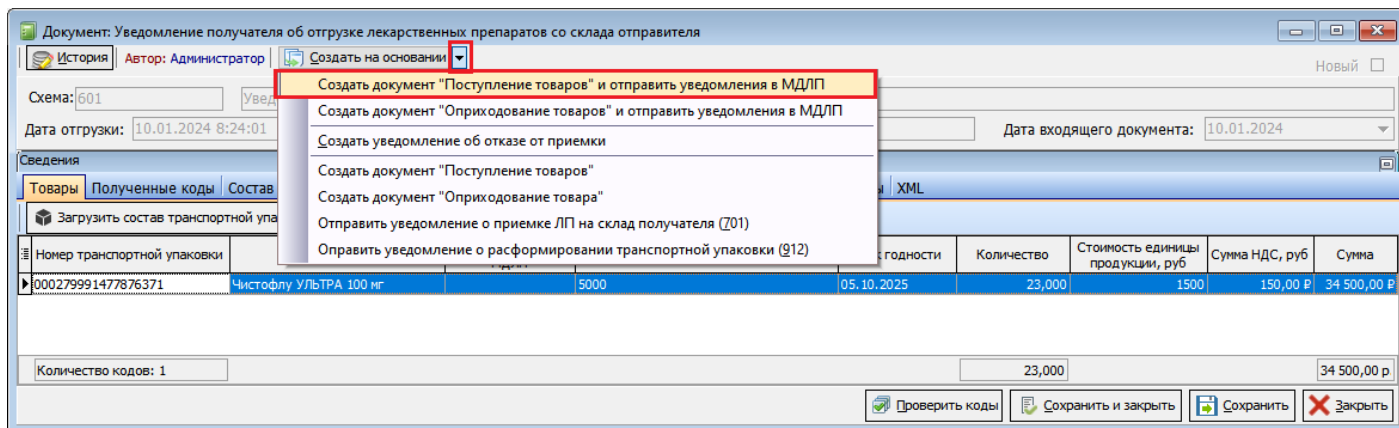 Документ: Уведомление получателя об отгрузке лекарственных препаратов со склада отправителя
История Автор: Администратор Создать на основании
Новый
Создать документ "Поступление товаров" и отправить уведомления в МДЛП
Создать документ "Оприходование товаров" и отправить уведомления в МДЛП
Создать уведомление об отказе от приемки
Создать документ "Поступление товаров"
Создать документ "Оприходование товара"
Отправить уведомление о приемке ЛП на склад получателя (701)
Оправить уведомление о расформировании транспортной упаковки (912)
Схема: 601 Увед
Дата отгрузки: 10.01.2024 8:24:01 Дата входящего документа: 10.01.2024
Сведения
Товары Полученные коды Состав XML
Загрузить состав транспортной упа
Номер транспортной упаковки годности Количество Стоимость единицы продукции, руб Сумма НДС, руб Сумма
000279991477876371 Чистофлу УЛЬТРА 100 мг 5000 05.10.2025 23,000 1500 150,00 ₽ 34 500,00 ₽
Количество кодов: 1 23,000 34 500,00 р
Проверить коды Сохранить и закрыть Сохранить Закрыть